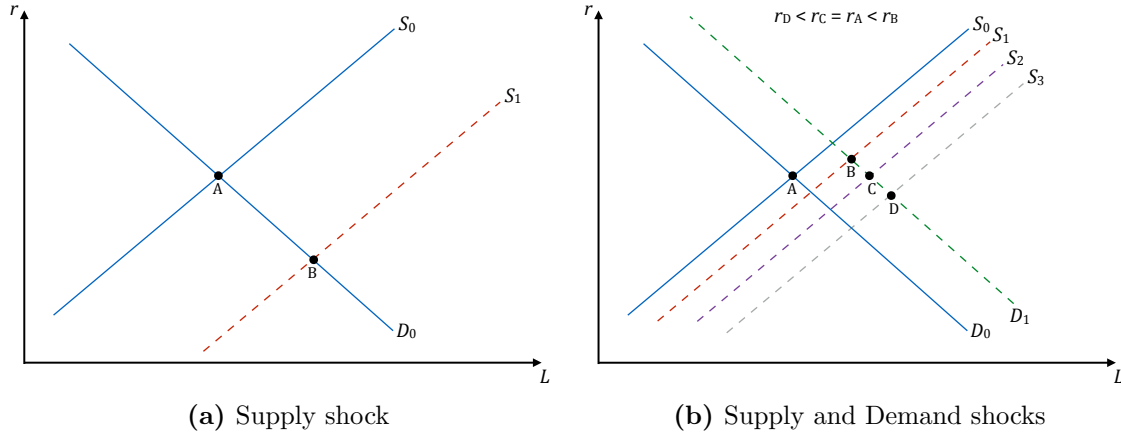 r
S0
S1
A
B
D0
L
(a) Supply shock
r
rD < rC = rA < rB
S0
S1
S2
S3
B
A
C
D
D1
D0
L
(b) Supply and Demand shocks